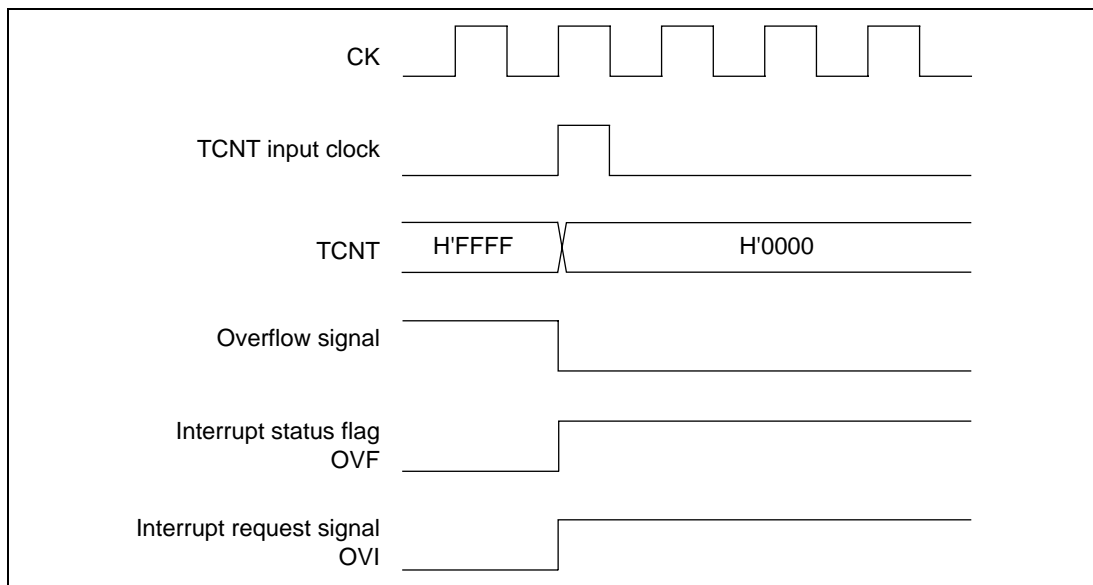 CK
TCNT input clock
TCNT
H'FFFF
H'0000
Overflow signal
Interrupt status flag
OVF
Interrupt request signal
OVI